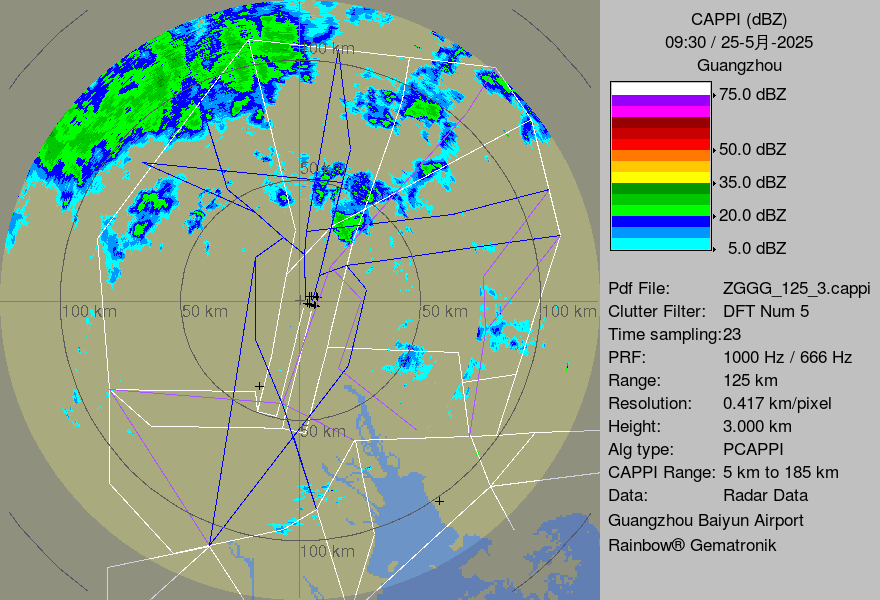 CAPPI (dBZ)
09:30 / 25-5月-2025
Guangzhou
75.0 dBZ
50.0 dBZ
35.0 dBZ
20.0 dBZ
5.0 dBZ
Pdf File: ZGGG_125_3.cappi
Clutter Filter: DFT Num 5
Time sampling:23
PRF: 1000 Hz / 666 Hz
Range: 125 km
Resolution: 0.417 km/pixel
Height: 3.000 km
Alg type: PCAPPI
CAPPI Range: 5 km to 185 km
Data: Radar Data
Guangzhou Baiyun Airport
Rainbow® Gematronik
100 km
50 km
100 km
50 km
50 km
100 km
50 km
100 km